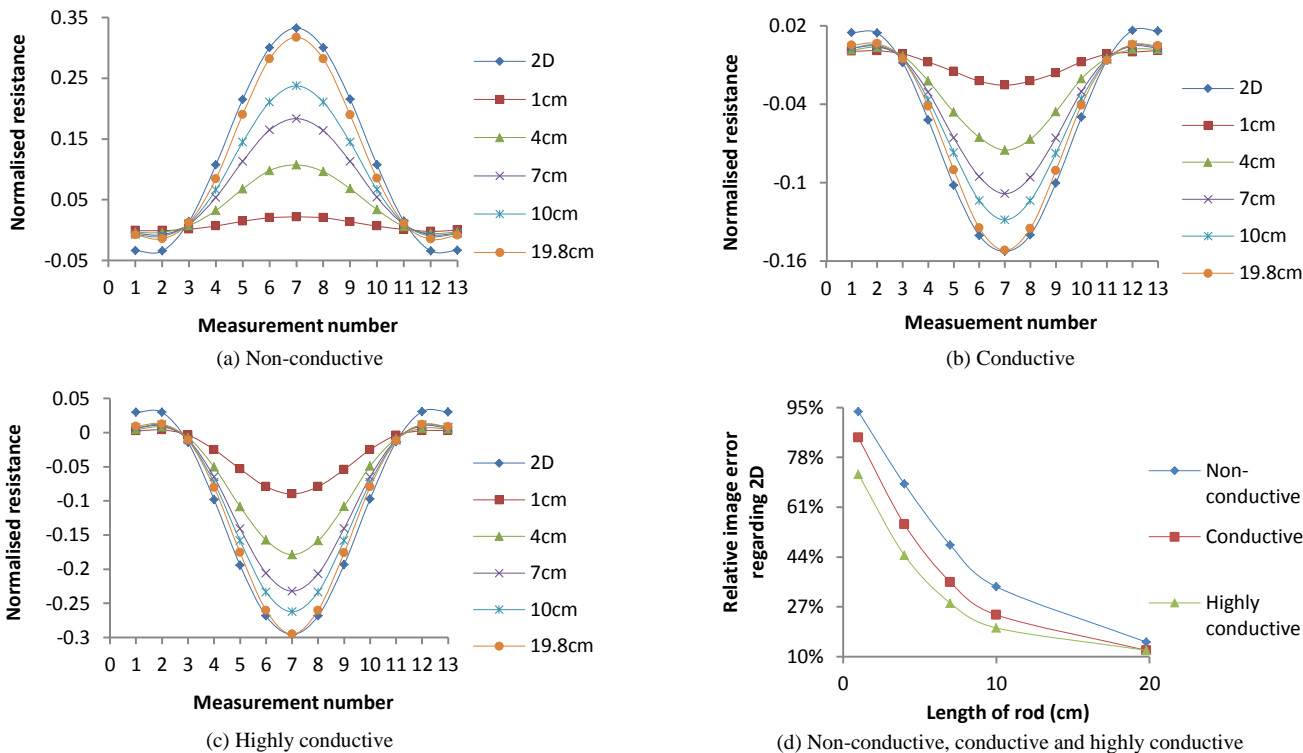 0.35
0.25
0.15
0.05
-0.05
Normalised resistance
0 1 2 3 4 5 6 7 8 9 10 11 12 13
Measurement number
2D
1cm
4cm
7cm
10cm
19.8cm
(a) Non-conductive
0.02
-0.04
-0.1
-0.16
Normalised resistance
0 1 2 3 4 5 6 7 8 9 10 11 12 13
Measuement number
2D
1cm
4cm
7cm
10cm
19.8cm
(b) Conductive
0.05
0
-0.05
-0.1
-0.15
-0.2
-0.25
-0.3
Normalised resistance
0 1 2 3 4 5 6 7 8 9 10 11 12 13
Measurement number
2D
1cm
4cm
7cm
10cm
19.8cm
(c) Highly conductive
95%
78%
61%
44%
27%
10%
Relative image error
regarding 2D
0 10 20
Length of rod (cm)
Non-
conductive
Conductive
Highly
conductive
(d) Non-conductive, conductive and highly conductive